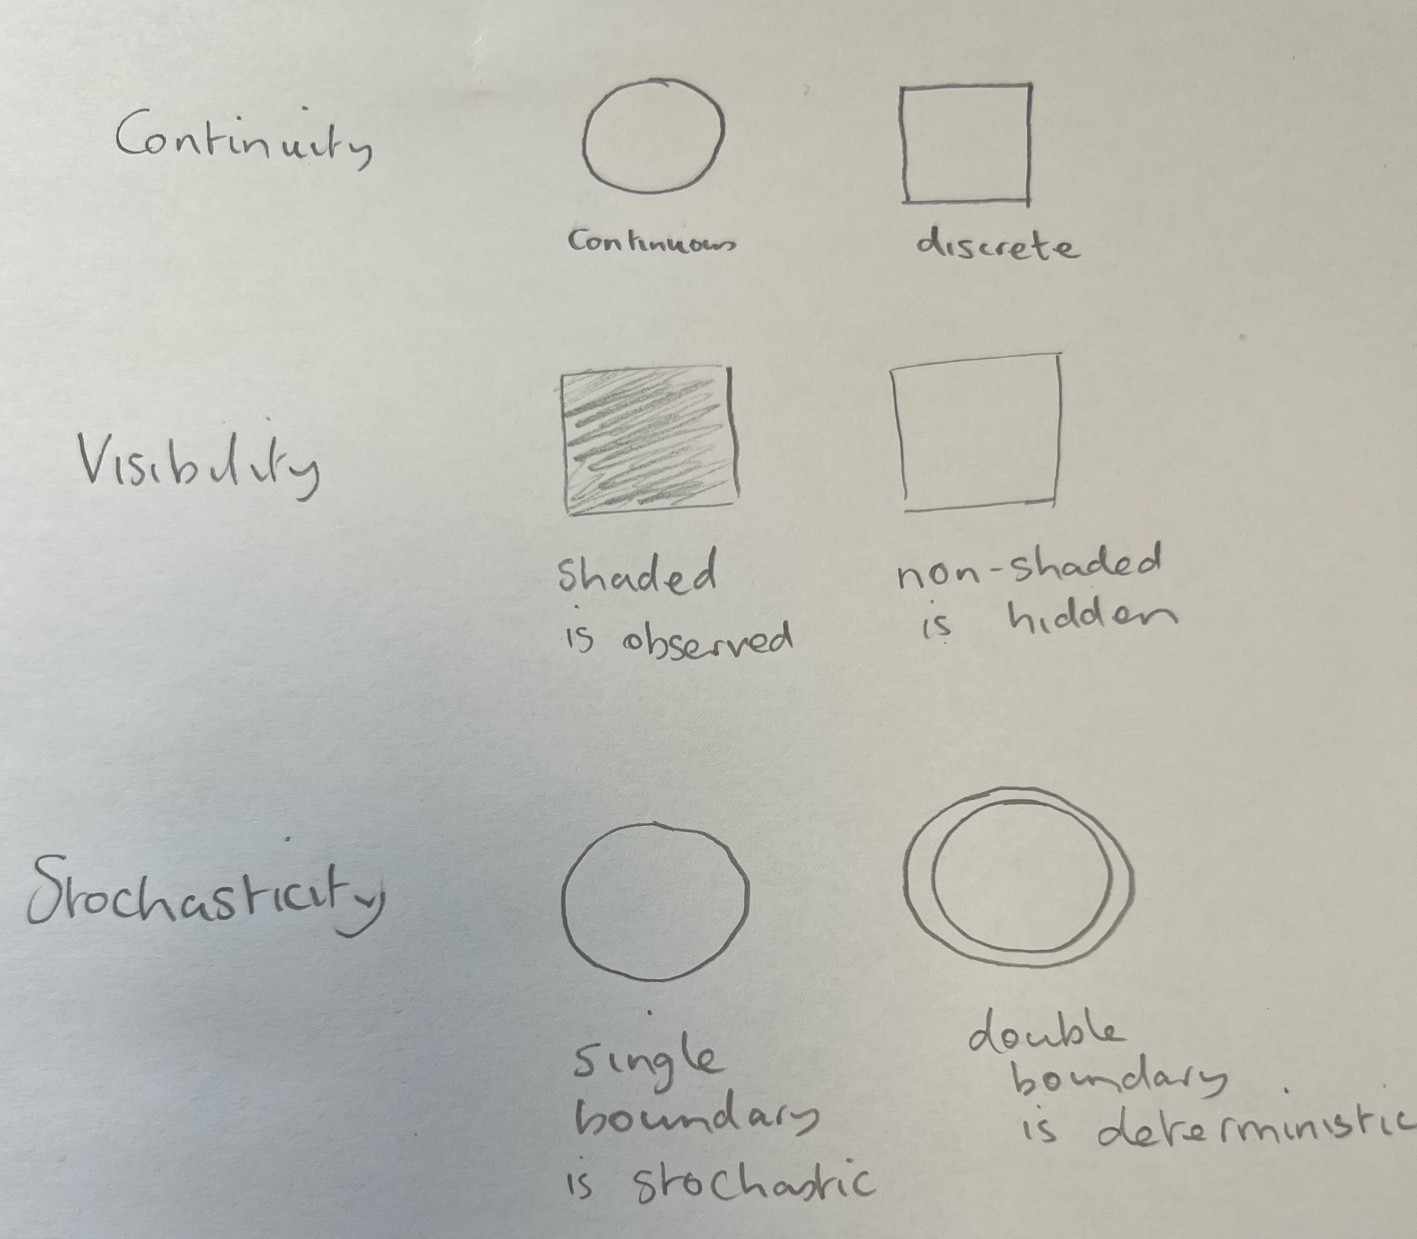 Continuity
continuous
discrete
Visibility
shaded
is observed
non-shaded
is hidden
Stochasticity
single
boundary
is stochastic
double
boundary
is deterministic